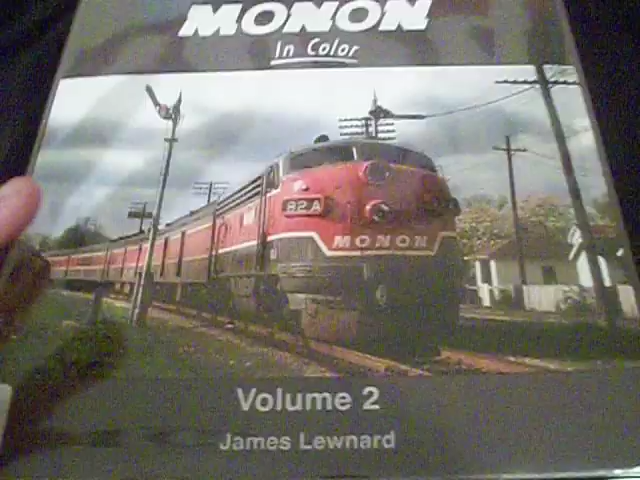 MONON
In Color
82A
MONON
Volume 2
James Lewnard